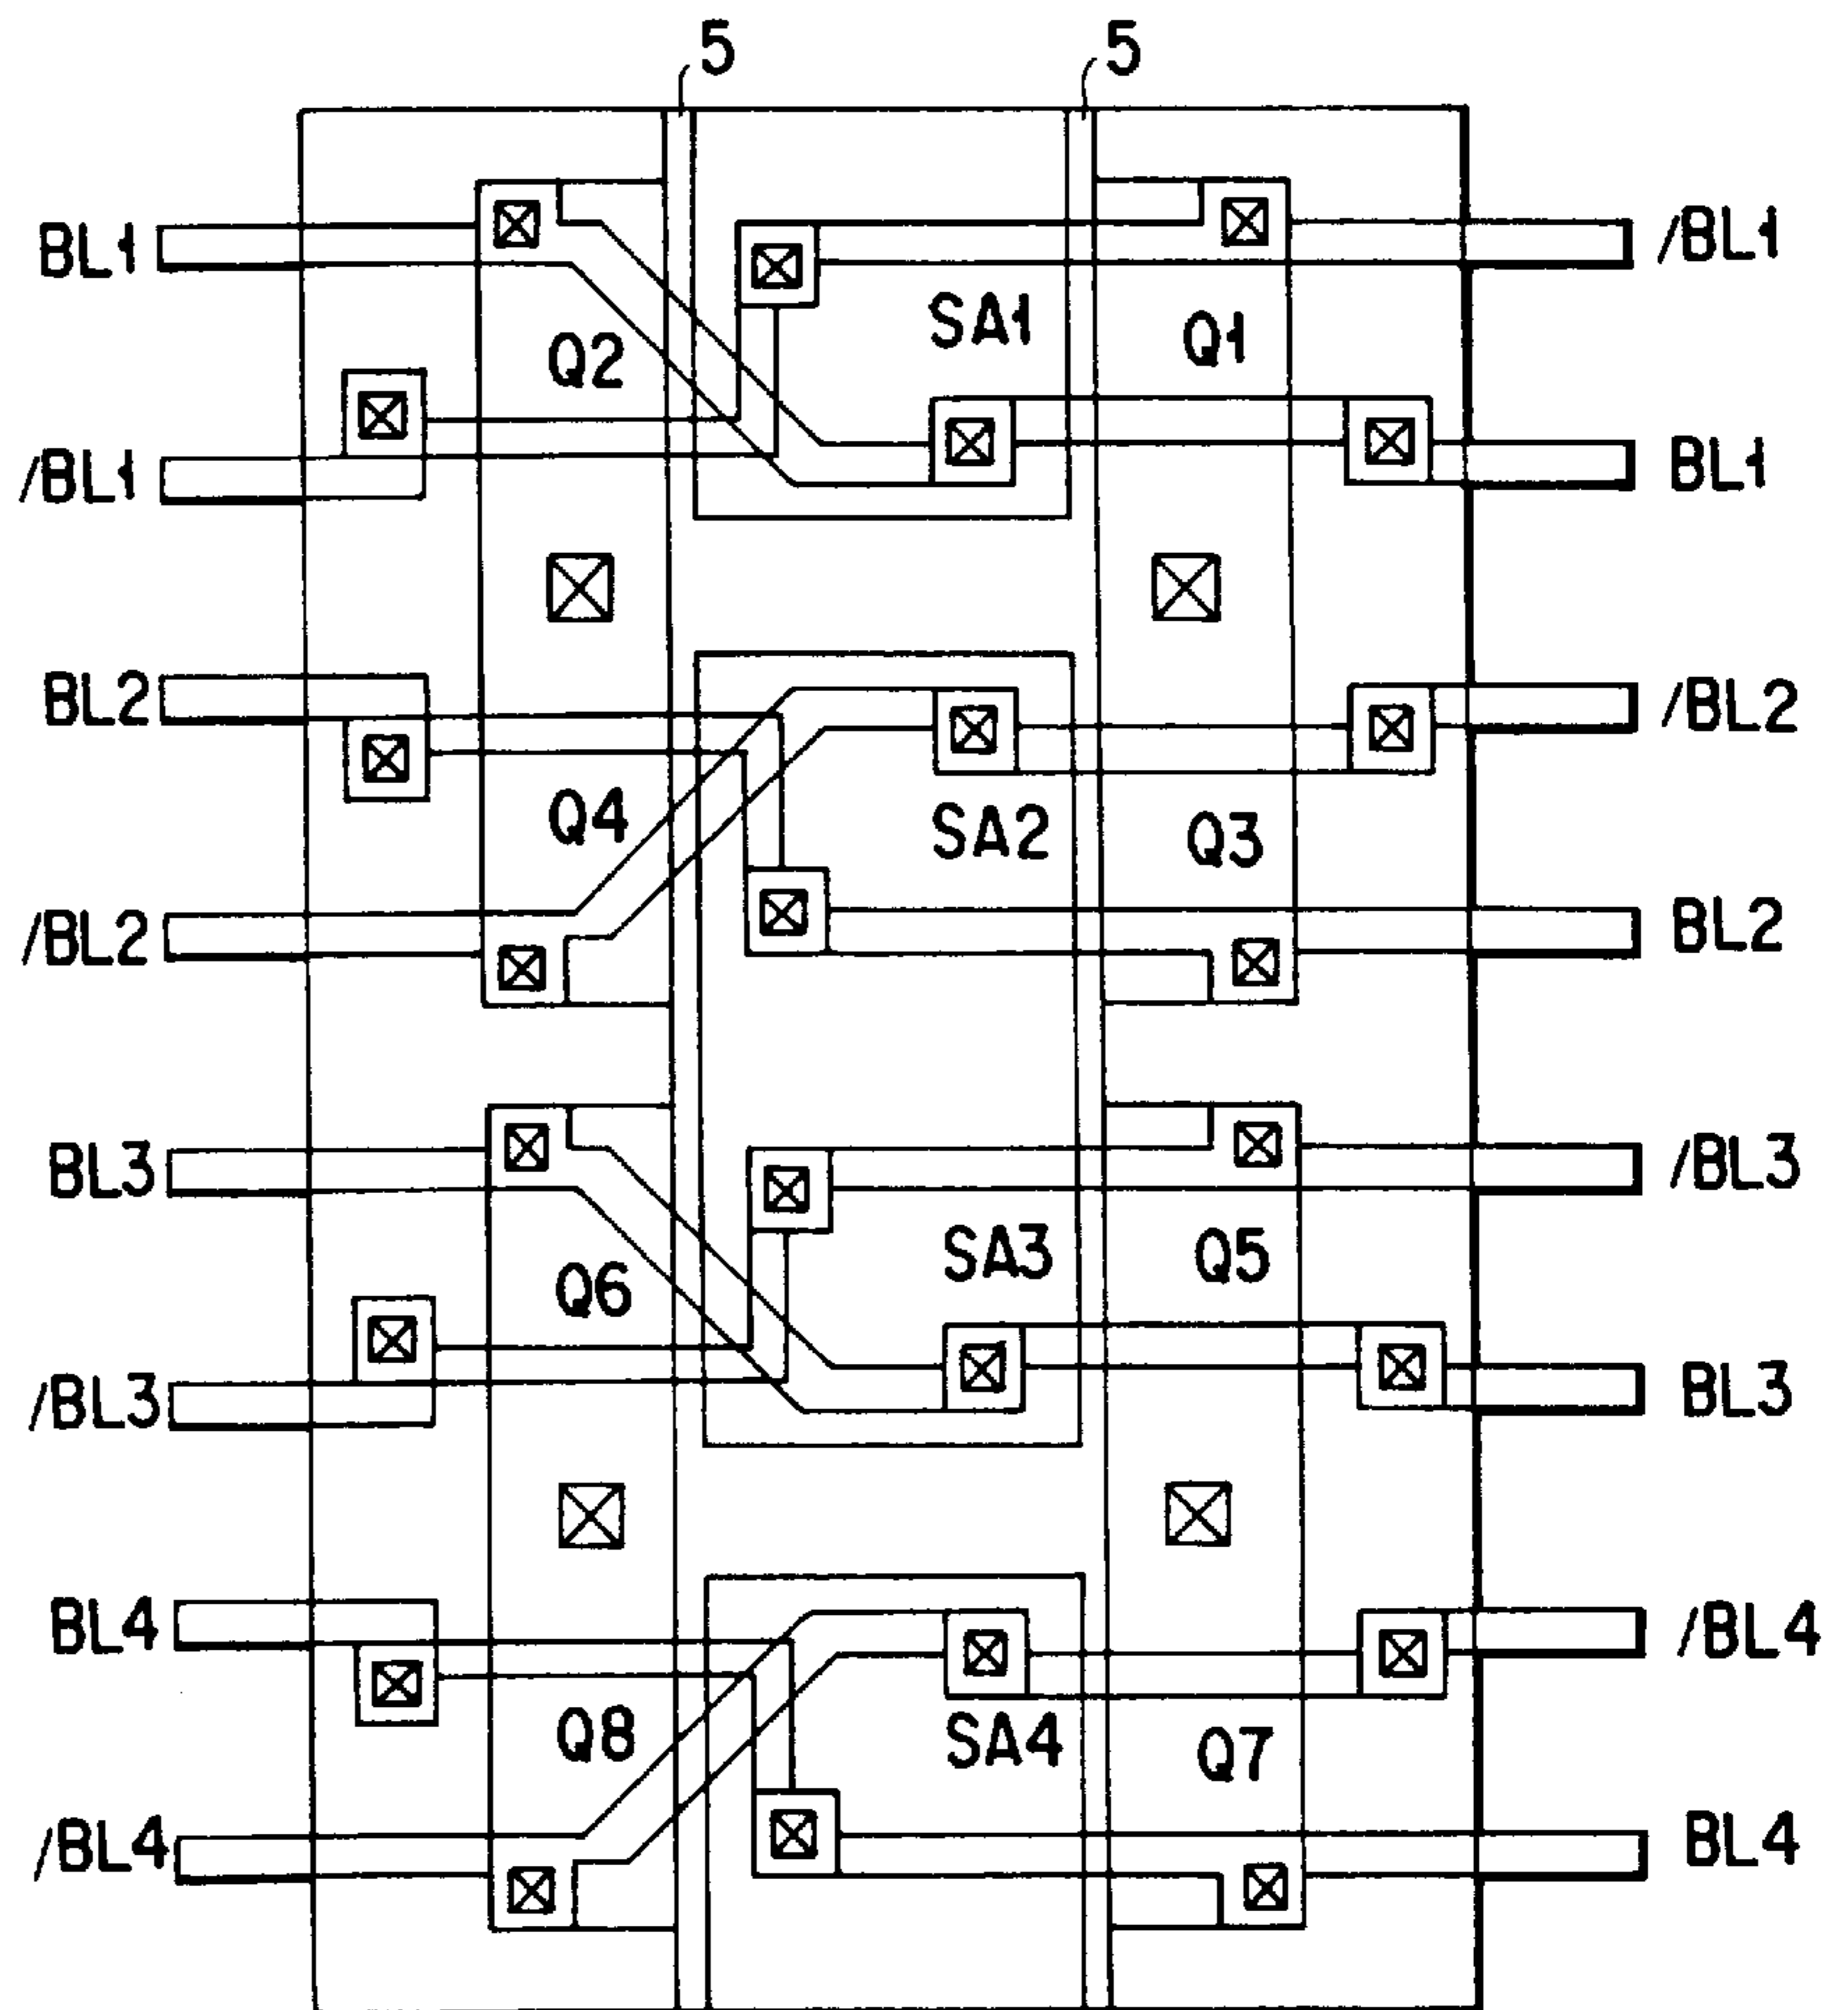 5 5
BL1 /BL1
SA1 Q1
Q2
/BL1 BL1
BL2 /BL2
Q4 SA2 Q3
/BL2 BL2
BL3 /BL3
SA3 Q5
Q6
/BL3 BL3
BL4 /BL4
Q8 SA4 Q7
/BL4 BL4